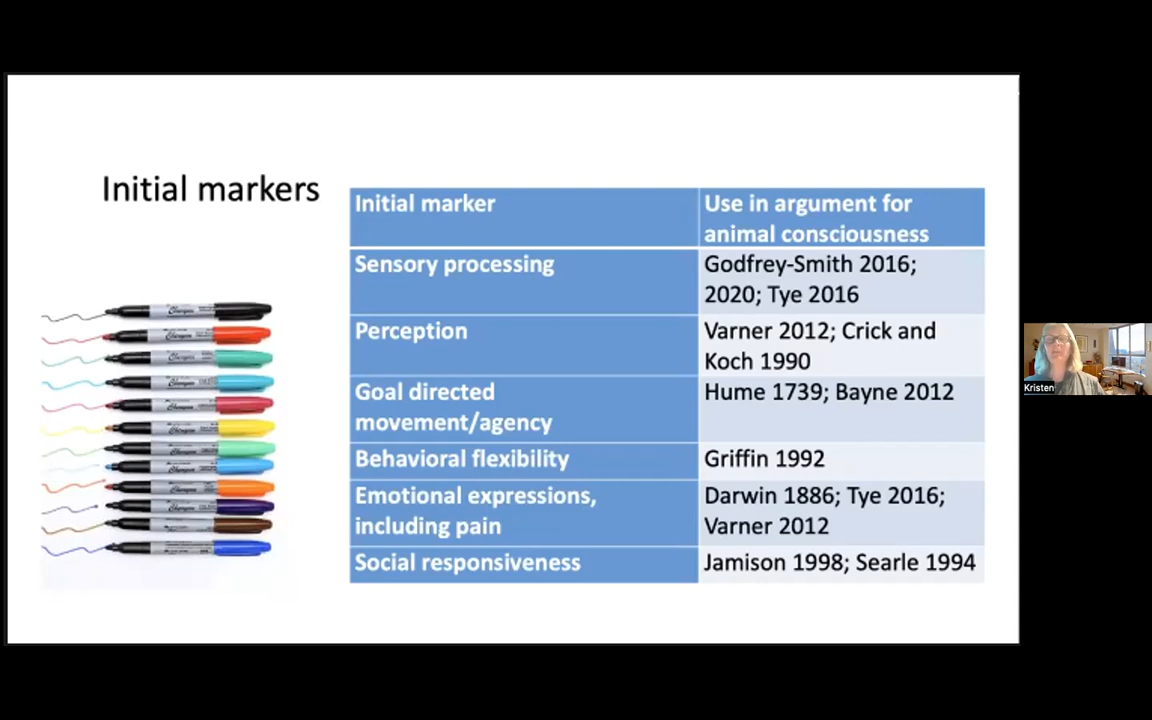 Initial markers
Initial marker
Use in argument for
animal consciousness
Sensory processing
Godfrey-Smith 2016;
2020; Tye 2016
Perception
Varner 2012; Crick and
Koch 1990
Goal directed
movement/agency
Hume 1739; Bayne 2012
Behavioral flexibility
Griffin 1992
Emotional expressions,
including pain
Darwin 1886; Tye 2016;
Varner 2012
Social responsiveness
Jamison 1998; Searle 1994
Kristen